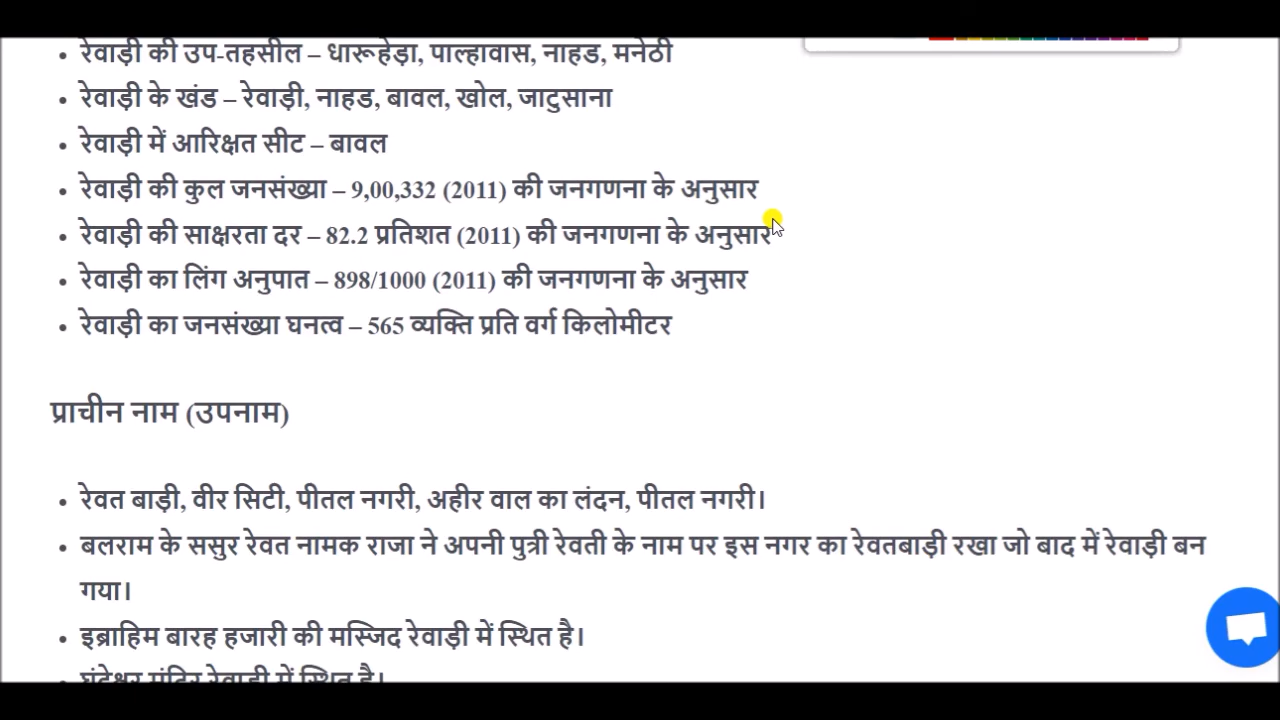 • रेवाड़ी की उप-तहसील – धारूहेड़ा, पाल्हावास, नाहड, मनेठी
• रेवाड़ी के खंड – रेवाड़ी, नाहड, बावल, खोल, जाटुसाना
• रेवाड़ी में आरिक्षत सीट – बावल
• रेवाड़ी की कुल जनसंख्या – 9,00,332 (2011) की जनगणना के अनुसार
• रेवाड़ी की साक्षरता दर – 82.2 प्रतिशत (2011) की जनगणना के अनुसार
• रेवाड़ी का लिंग अनुपात – 898/1000 (2011) की जनगणना के अनुसार
• रेवाड़ी का जनसंख्या घनत्व – 565 व्यक्ति प्रति वर्ग किलोमीटर
प्राचीन नाम (उपनाम)
• रेवत बाड़ी, वीर सिटी, पीतल नगरी, अहीर वाल का लंदन, पीतल नगरी।
• बलराम के ससुर रेवत नामक राजा ने अपनी पुत्री रेवती के नाम पर इस नगर का रेवतबाड़ी रखा जो बाद में रेवाड़ी बन
गया।
• इब्राहिम बारह हजारी की मस्जिद रेवाड़ी में स्थित है।
• घंटेश्वर मंदिर रेवाड़ी में स्थित है।